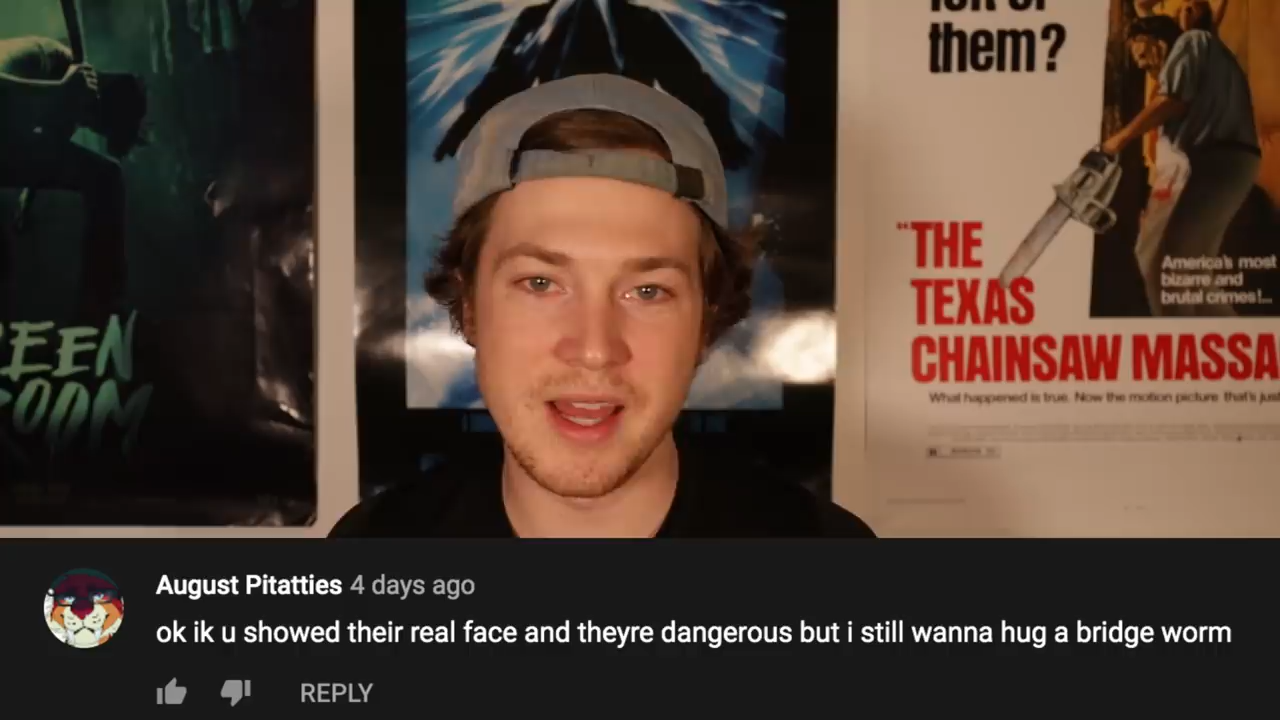 them?
"THE
TEXAS
CHAINSAW MASSA
America's most
bizarre and
brutal crimes!...
What happened is true. Now the motion picture that's just
EEN
OOM
August Pitatties 4 days ago
ok ik u showed their real face and theyre dangerous but i still wanna hug a bridge worm
REPLY